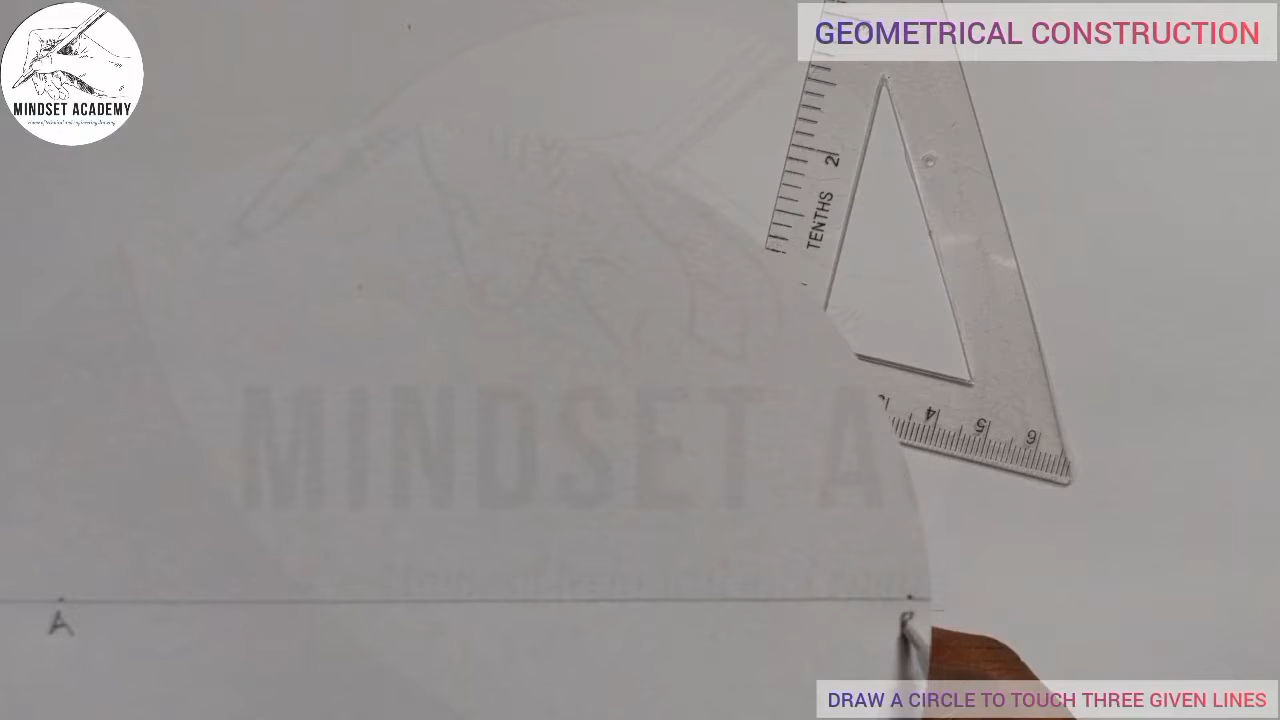 GEOMETRICAL CONSTRUCTION
MINDSET ACADEMY
2
TENTHS
4
5
6
MINDSET A
A
DRAW A CIRCLE TO TOUCH THREE GIVEN LINES